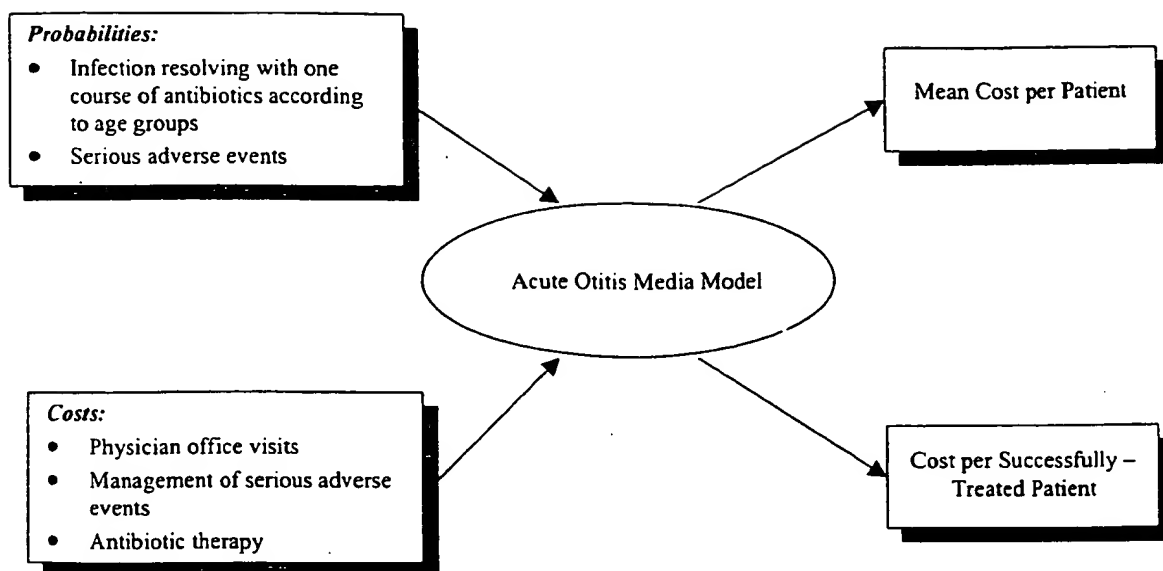 Probabilities:
● Infection resolving with one
course of antibiotics according
to age groups
● Serious adverse events
Mean Cost per Patient
Acute Otitis Media Model
Costs:
● Physician office visits
● Management of serious adverse
events
● Antibiotic therapy
Cost per Successfully –
Treated Patient